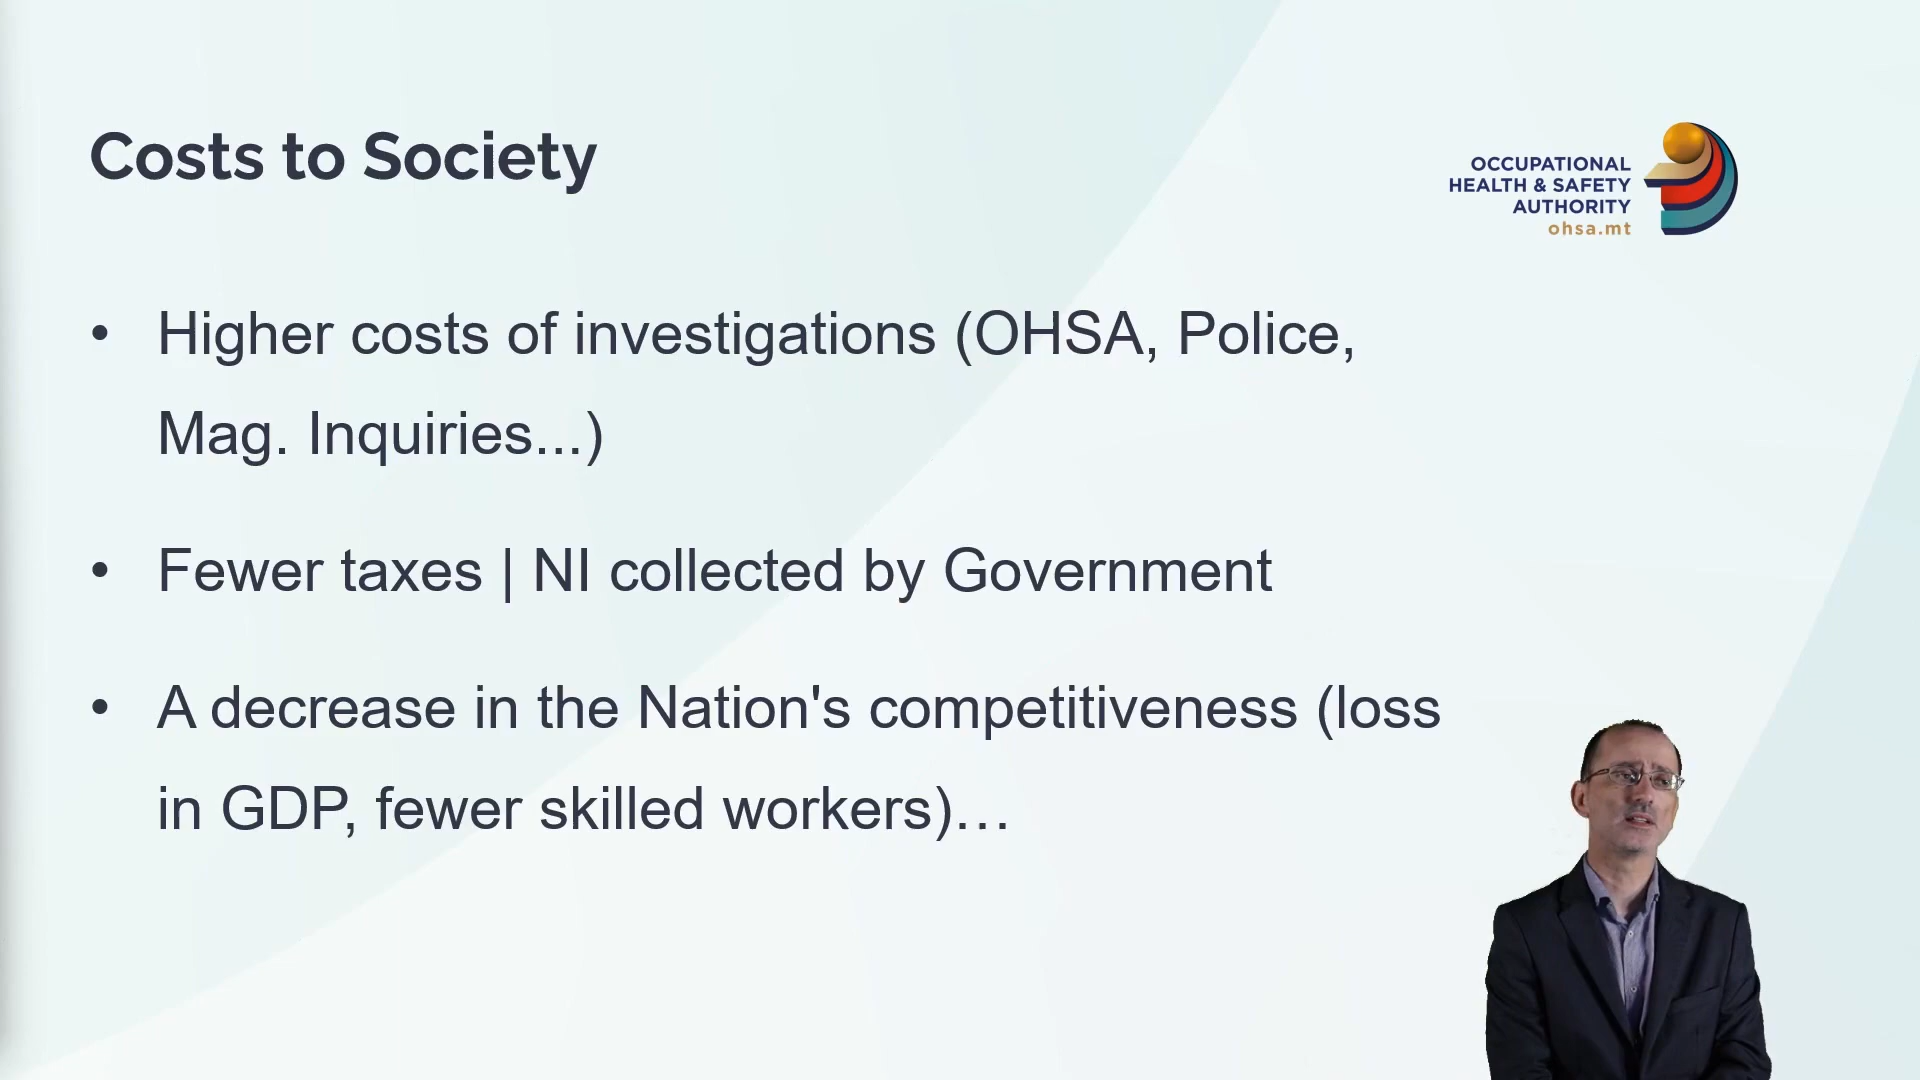 Costs to Society
OCCUPATIONAL
HEALTH & SAFETY
AUTHORITY
ohsa.mt
• Higher costs of investigations (OHSA, Police,
Mag. Inquiries...)
• Fewer taxes | NI collected by Government
• A decrease in the Nation's competitiveness (loss
in GDP, fewer skilled workers)…